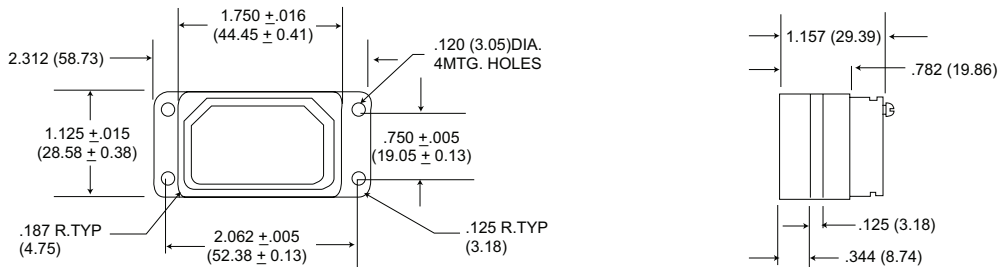 1.750 ±.016
(44.45 ± 0.41)
2.312 (58.73)
.120 (3.05)DIA.
4MTG. HOLES
1.125 ±.015
(28.58 ± 0.38)
.750 ±.005
(19.05 ± 0.13)
.187 R.TYP
(4.75)
2.062 ±.005
(52.38 ± 0.13)
.125 R.TYP
(3.18)
1.157 (29.39)
.782 (19.86)
.125 (3.18)
.344 (8.74)